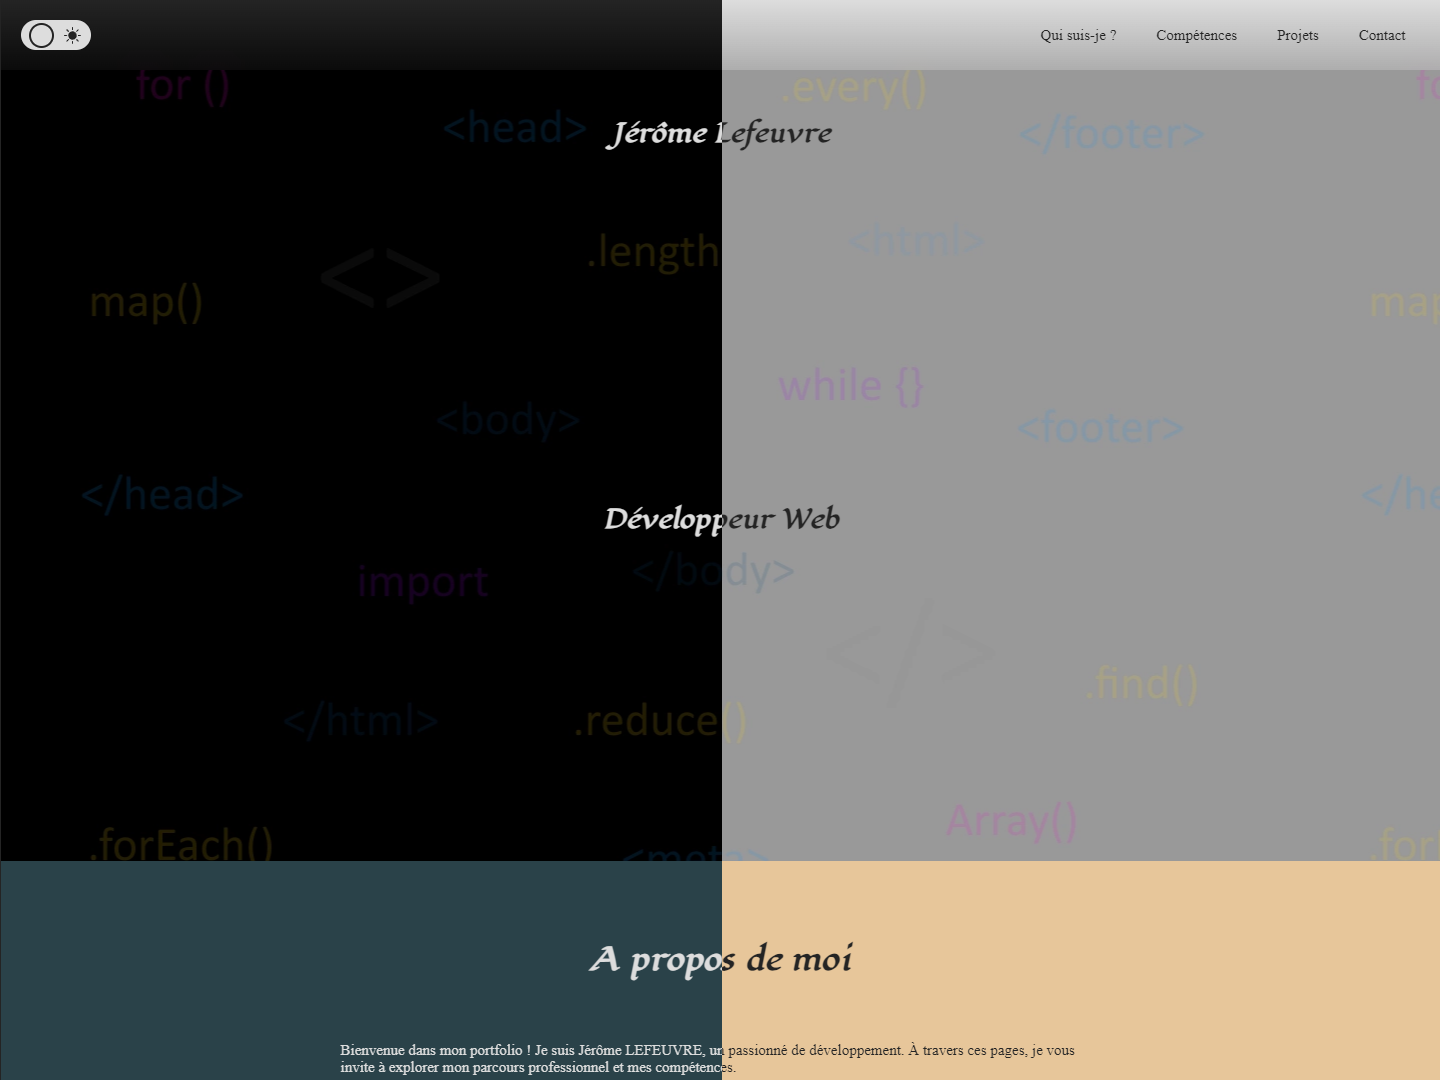 Qui suis-je ? Compétences Projets Contact
for () .every()
<head> Jérôme Lefeuvre </footer>
.length <html>
<>
map() map
while {} <footer>
<body>
</head> </he
Développeur Web
import </body>
</>
.find()
</html> .reduce()
Array()
.forEach() <meta> .for
A propos de moi
Bienvenue dans mon portfolio ! Je suis Jérôme LEFEUVRE, un passionné de développement. À travers ces pages, je vous
invite à explorer mon parcours professionnel et mes compétences.